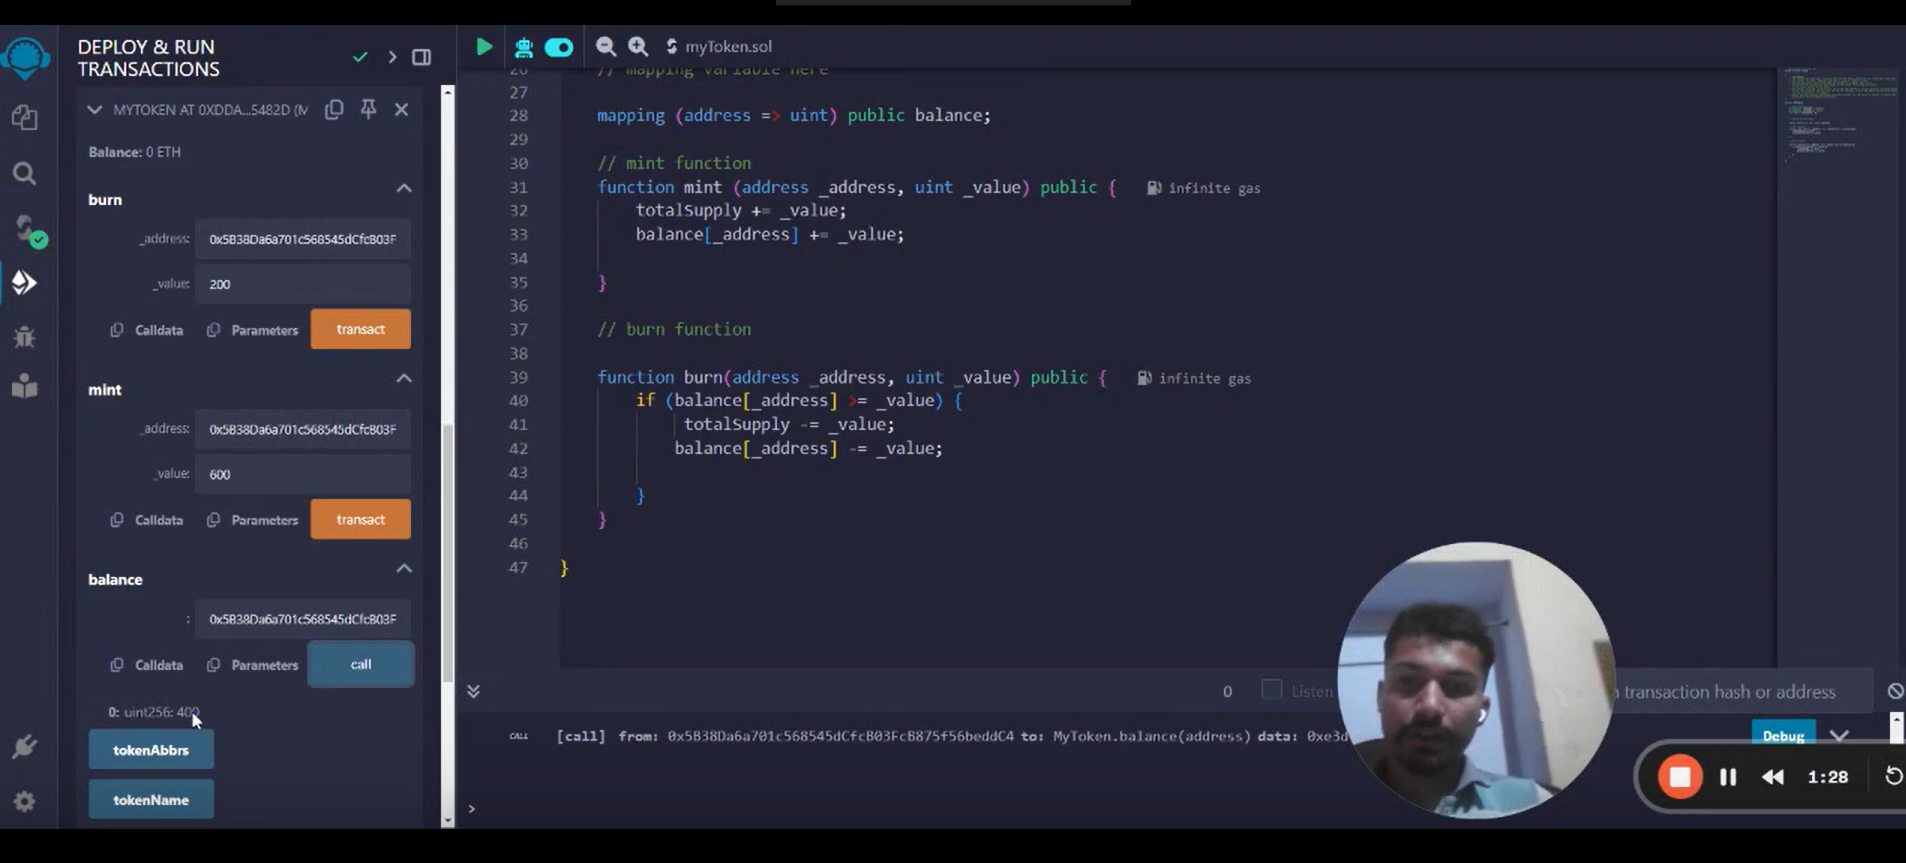 DEPLOY & RUN
TRANSACTIONS
MYTOKEN AT 0XDDA...5482D (M
Balance: 0 ETH
burn
_address: 0x5B38Da6a701c568545dCfcB03F
_value: 200
Calldata Parameters transact
mint
_address: 0x5B38Da6a701c568545dCfcB03F
_value: 600
Calldata Parameters transact
balance
: 0x5B38Da6a701c568545dCfcB03F
Calldata Parameters call
0: uint256: 400
tokenAbbrs
tokenName
myToken.sol
26 // mapping variable here
27
28 mapping (address => uint) public balance;
29
30 // mint function
31 function mint (address _address, uint _value) public { infinite gas
32 totalSupply += _value;
33 balance[_address] += _value;
34
35 }
36
37 // burn function
38
39 function burn(address _address, uint _value) public { infinite gas
40 if (balance[_address] >= _value) {
41 totalSupply -= _value;
42 balance[_address] -= _value;
43
44 }
45 }
46
47 }
0 Listen n transaction hash or address
CALL [call] from: 0x5B38Da6a701c568545dCfcB03FcB875f56beddC4 to: MyToken.balance(address) data: 0xe3d Debug
>
1:28